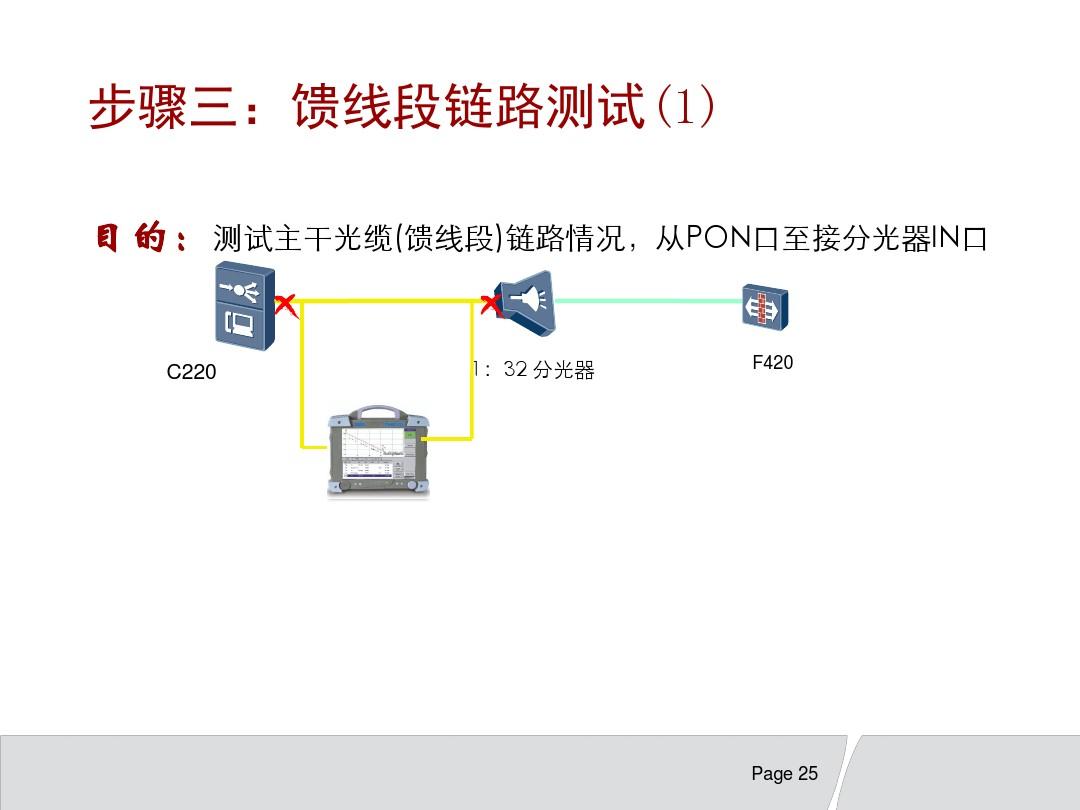 步骤三：馈线段链路测试(1)
目的：测试主干光缆(馈线段)链路情况，从PON口至接分光器IN口
C220
1：32分光器
F420
Page 25